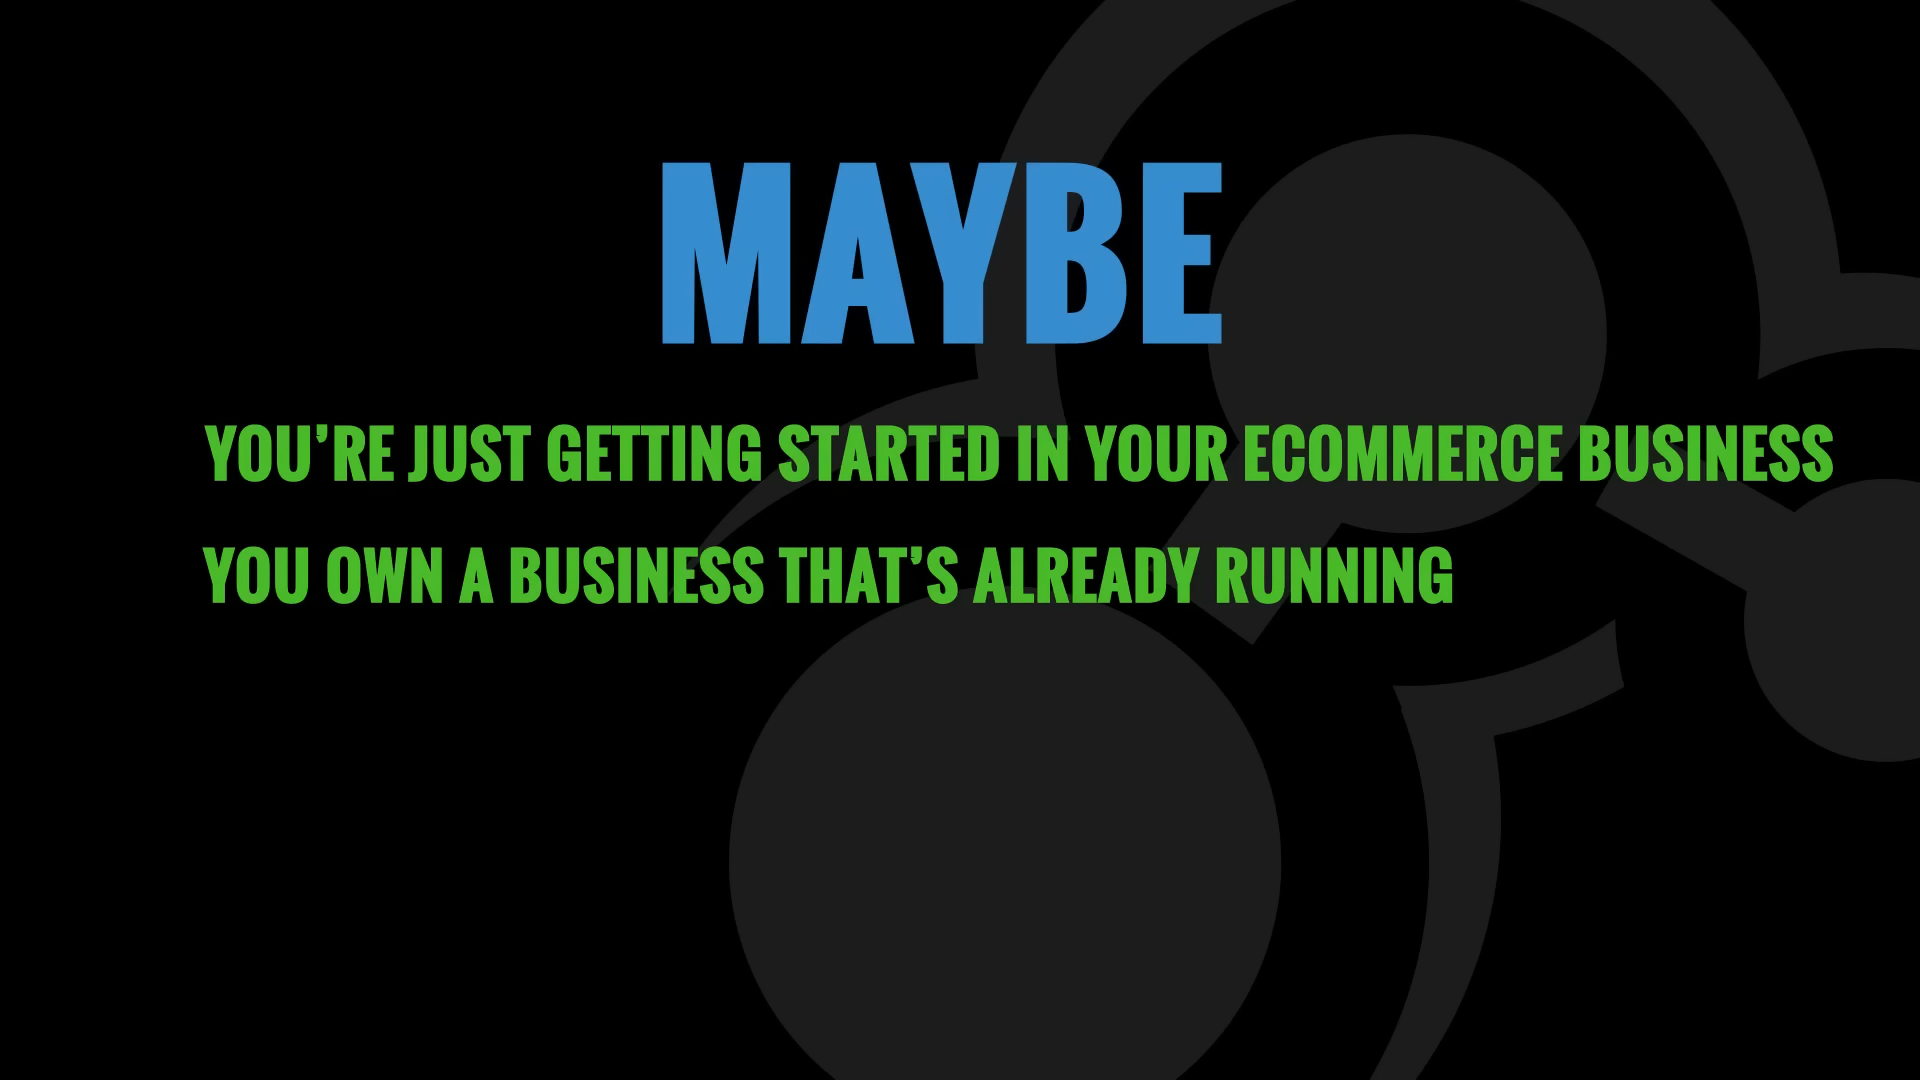 MAYBE
YOU’RE JUST GETTING STARTED IN YOUR ECOMMERCE BUSINESS
YOU OWN A BUSINESS THAT’S ALREADY RUNNING